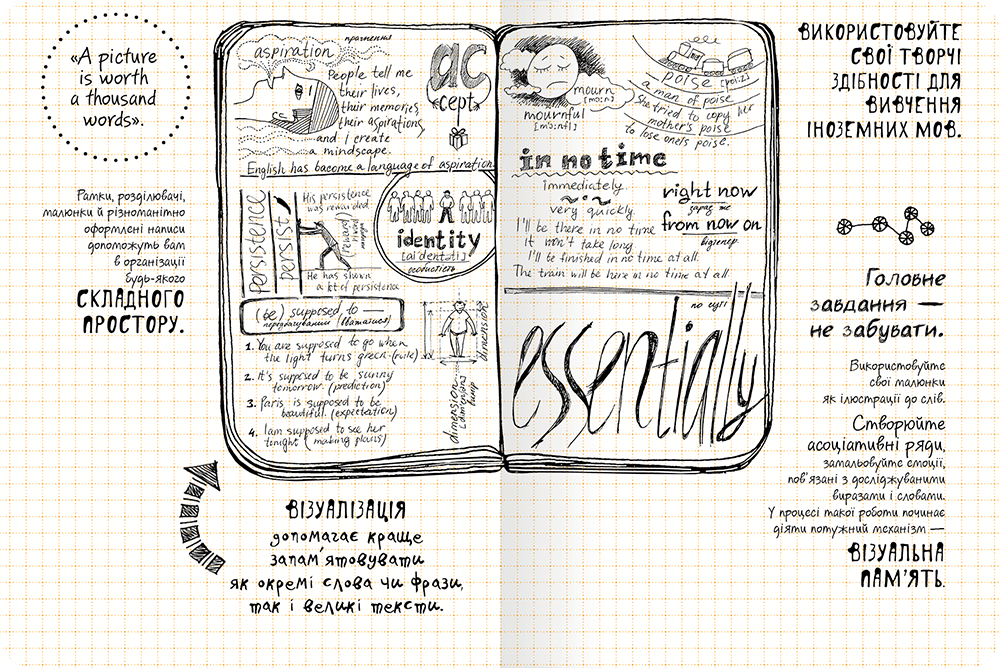 «A picture
is worth
a thousand
words».
Рамки, розділювачі,
малюнки й різноманітно
оформлені написи
допоможуть вам
в організації
будь-якого
СКЛАДНОГО
ПРОСТОРУ.
aspiration
прагнення
People tell me
their lives,
their memories,
their aspirations,
and I create
a mindscape.
English has become a language of aspiration
ac
cept
Persistence
persist
His persistence
was rewarded
(reward)
He has shown
a lot of persistence
identity
[aı'dentətı]
особистість
(be) supposed to —
1. You are supposed to go when
the light turns green (rule)
2. It's supposed to be sunny
tomorrow. (prediction)
3. Paris is supposed to be
beautiful. (expectation)
4. I am supposed to see her
tonight (making plans)
dimension
dimension
mourn
[mɔ:n]
mournful
['mɔ:nfl]
poise [pɔız]
a man of poise
She tried to copy her
mother's poise
to lose one's poise.
in no time
immediately
very quickly
I'll be there in no time
It won't take long
I'll be finished in no time at all
The train will be here in no time at all
right now
зараз же
from now on
відтепер
по суті
essentially
ВІЗУАЛІЗАЦІЯ
допомагає краще
запам'ятовувати
як окремі слова чи фрази,
так і великі тексти.
ВИКОРИСТОВУЙТЕ
СВОЇ ТВОРЧІ
ЗДІБНОСТІ ДЛЯ
ВИВЧЕННЯ
ІНОЗЕМНИХ МОВ.
Головне
завдання —
не забувати.
Використовуйте
свої малюнки
як ілюстрації до слів.
Створюйте
асоціативні ряди,
замальовуйте емоції,
пов'язані з досліджуваними
виразами і словами.
У процесі такої роботи починає
діяти потужний механізм —
ВІЗУАЛЬНА
ПАМ'ЯТЬ.